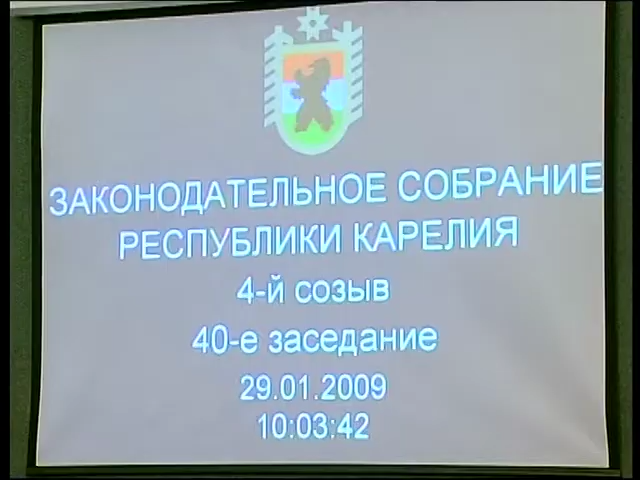 ЗАКОНОДАТЕЛЬНОЕ СОБРАНИЕ
РЕСПУБЛИКИ КАРЕЛИЯ
4-й созыв
40-е заседание
29.01.2009
10:03:42